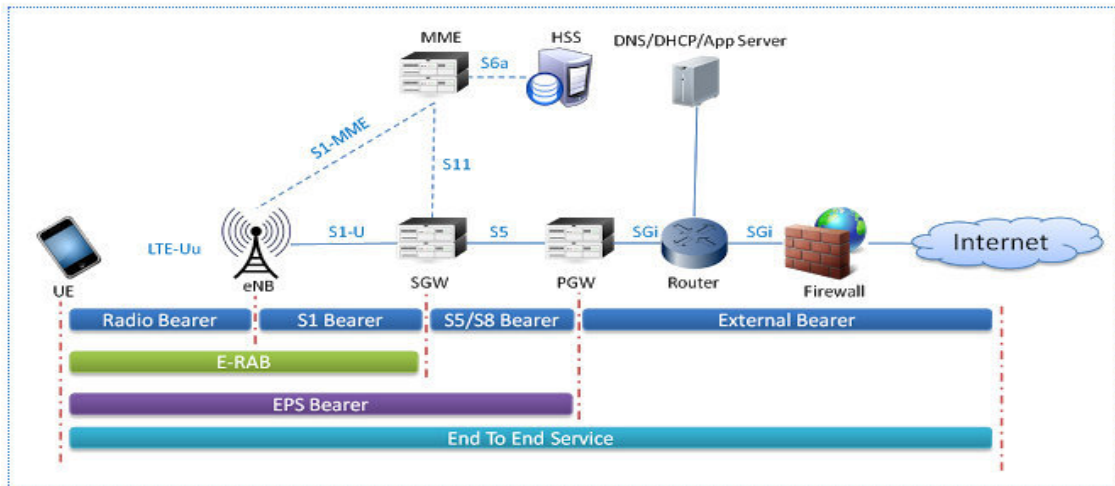 MME
HSS
DNS/DHCP/App Server
S6a
S1-MME
S11
LTE-Uu
S1-U
S5
SGi
SGi
Internet
UE
eNB
SGW
PGW
Router
Firewall
Radio Bearer
S1 Bearer
S5/S8 Bearer
External Bearer
E-RAB
EPS Bearer
End To End Service